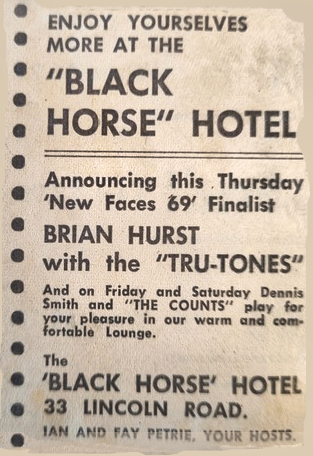 ENJOY YOURSELVES
MORE AT THE
"BLACK
HORSE" HOTEL
Announcing this Thursday
'New Faces 69' Finalist
BRIAN HURST
with the "TRU-TONES"
And on Friday and Saturday Dennis
Smith and "THE COUNTS" play for
your pleasure in our warm and com-
fortable Lounge.
The
'BLACK HORSE' HOTEL
33 LINCOLN ROAD.
IAN AND FAY PETRIE, YOUR HOSTS.